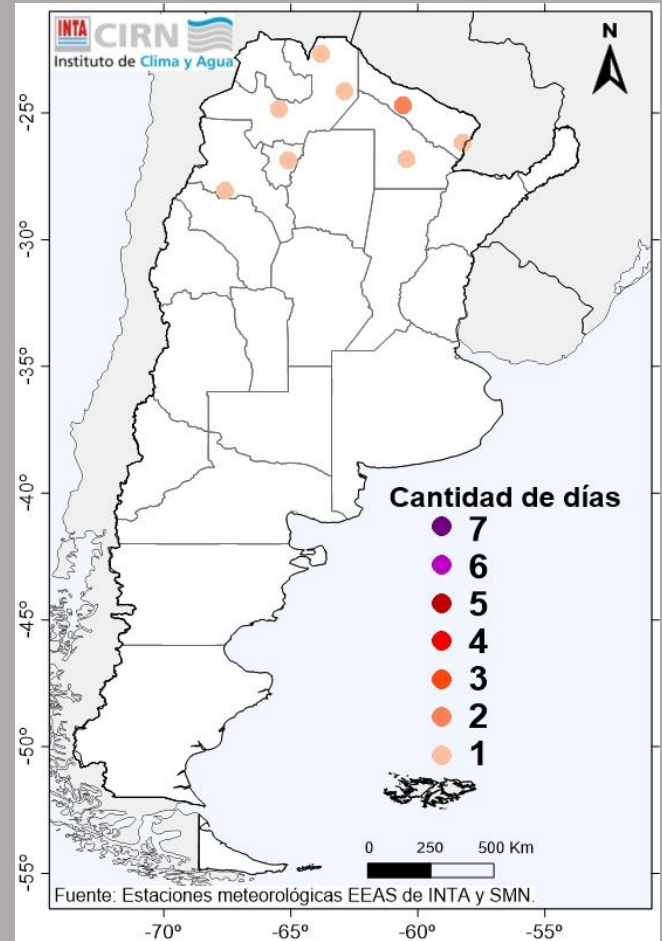 INTA CIRN
Instituto de Clima y Agua
N
-25°
-30°
-35°
-40°
-45°
-50°
-55°
Cantidad de días
7
6
5
4
3
2
1
0 250 500 Km
Fuente: Estaciones meteorológicas EEAS de INTA y SMN.
-70° -65° -60° -55°